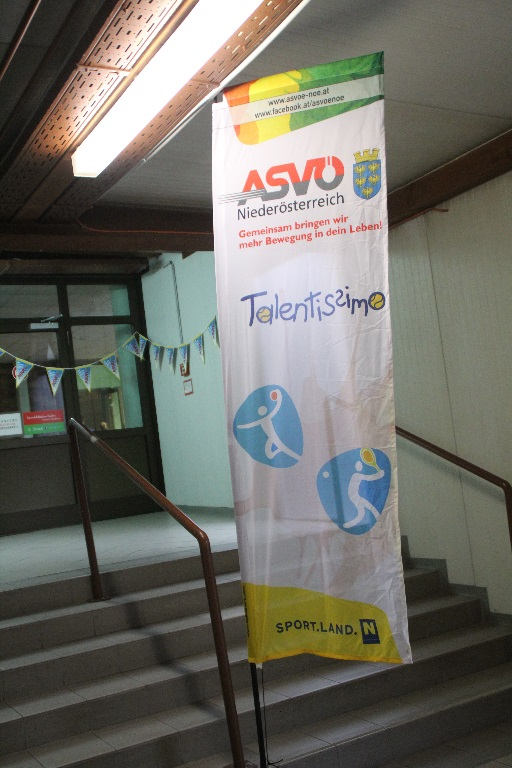 www.asvoe-noe.at
www.facebook.at/asvoenoe
ASVÖ
Niederösterreich
Gemeinsam bringen wir
mehr Bewegung in dein Leben!
Talentissimo
SPORT.LAND. N